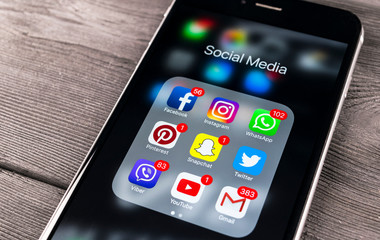 Social Media
56
102
Facebook
Instagram
WhatsApp
1
Pinterest
Snapchat
Twitter
83
1
383
Viber
YouTube
Gmail